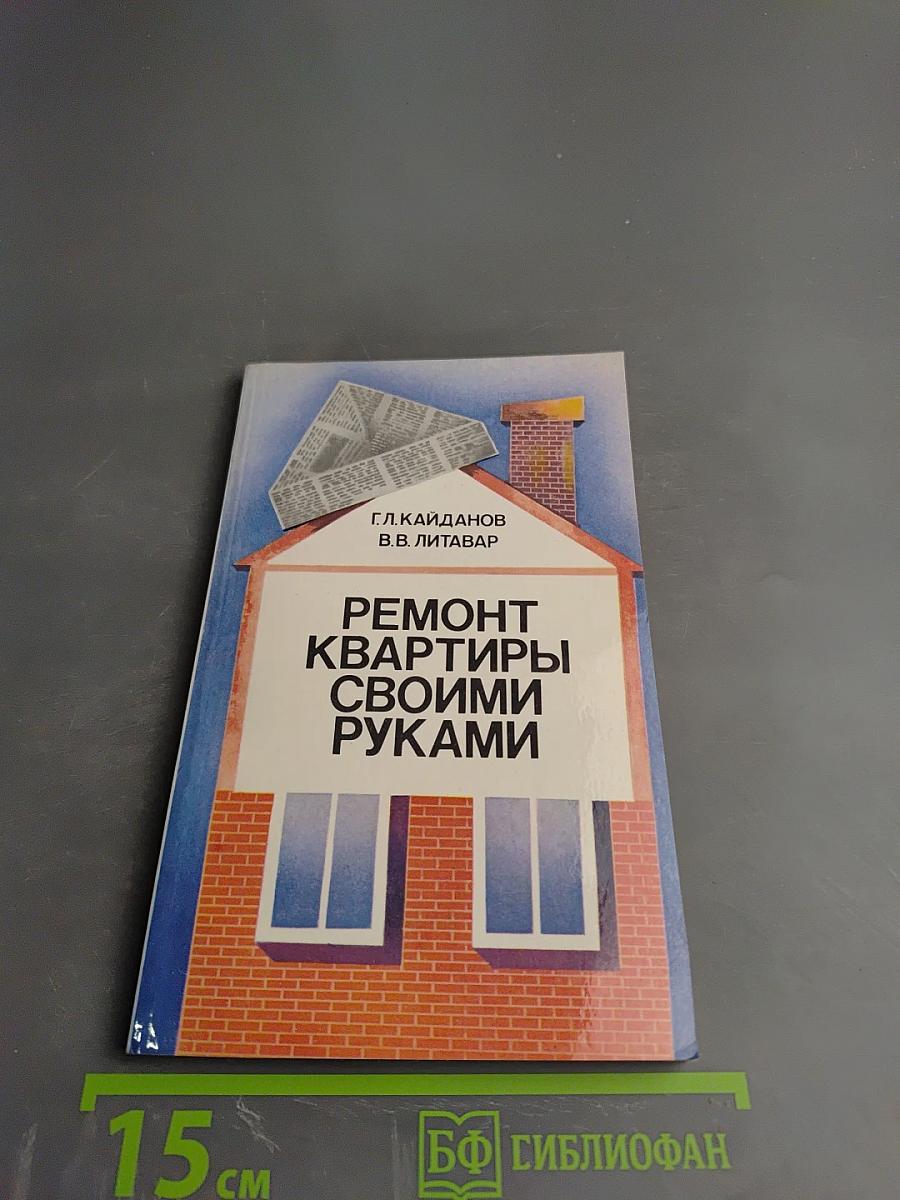 Г.Л.КАЙДАНОВ
В.В.ЛИТАВАР
РЕМОНТ
КВАРТИРЫ
СВОИМИ
РУКАМИ
15 см
БФ БИБЛИОФАН